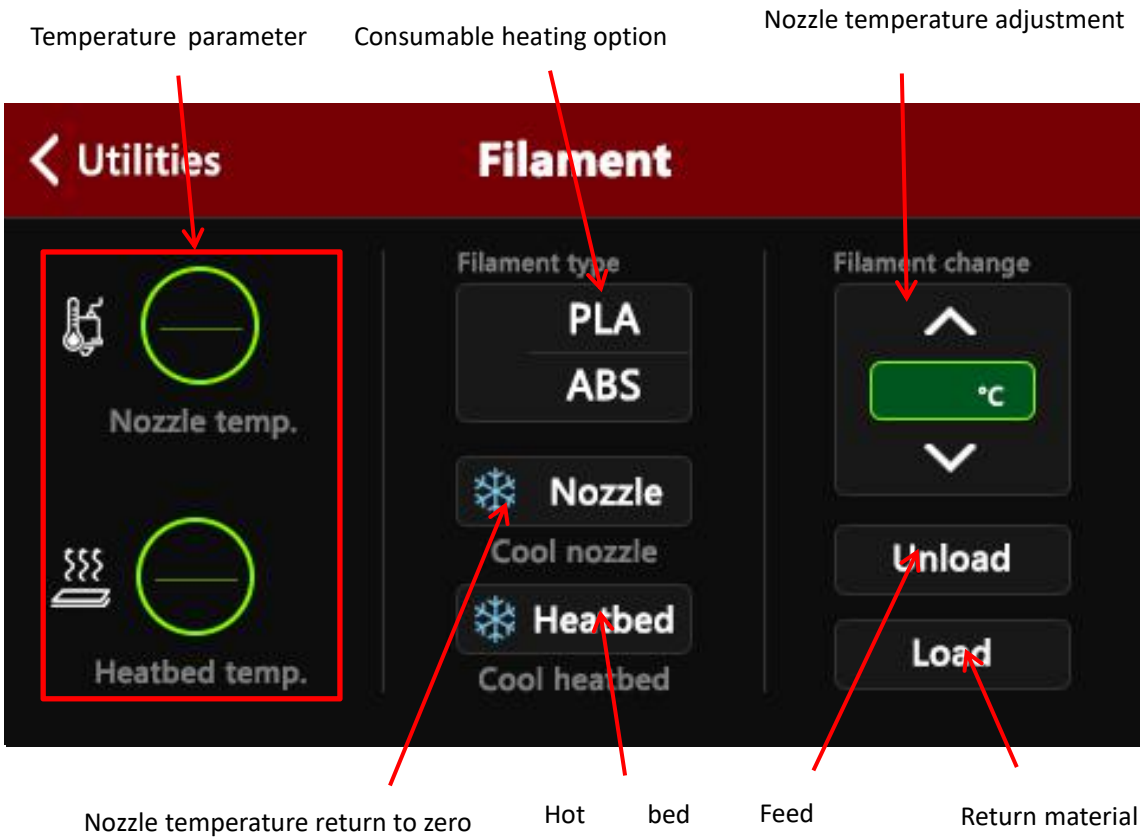 Temperature parameter
Consumable heating option
Nozzle temperature adjustment
Utilities
Filament
Filament type
Filament change
PLA
ABS
°C
Nozzle temp.
Nozzle
Cool nozzle
Unload
Heatbed
Load
Heatbed temp.
Cool heatbed
Nozzle temperature return to zero
Hot bed
Feed
Return material